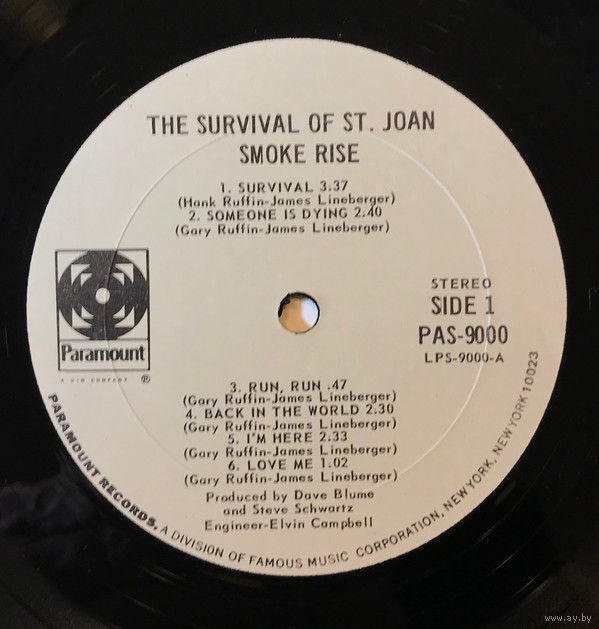 THE SURVIVAL OF ST. JOAN
SMOKE RISE
1. SURVIVAL 3.37
(Hank Ruffin-James Lineberger)
2. SOMEONE IS DYING 2.40
(Gary Ruffin-James Lineberger)
Paramount
A G+W COMPANY ®
STEREO
SIDE 1
PAS-9000
LPS-9000-A
3. RUN, RUN .47
(Gary Ruffin-James Lineberger)
4. BACK IN THE WORLD 2.30
(Gary Ruffin-James Lineberger)
5. I'M HERE 2.33
(Gary Ruffin-James Lineberger)
6. LOVE ME 1.02
(Gary Ruffin-James Lineberger)
Produced by Dave Blume
and Steve Schwartz
Engineer-Elvin Campbell
PARAMOUNT RECORDS, A DIVISION OF FAMOUS MUSIC CORPORATION, NEW YORK, NEW YORK 10023
www.ay.by